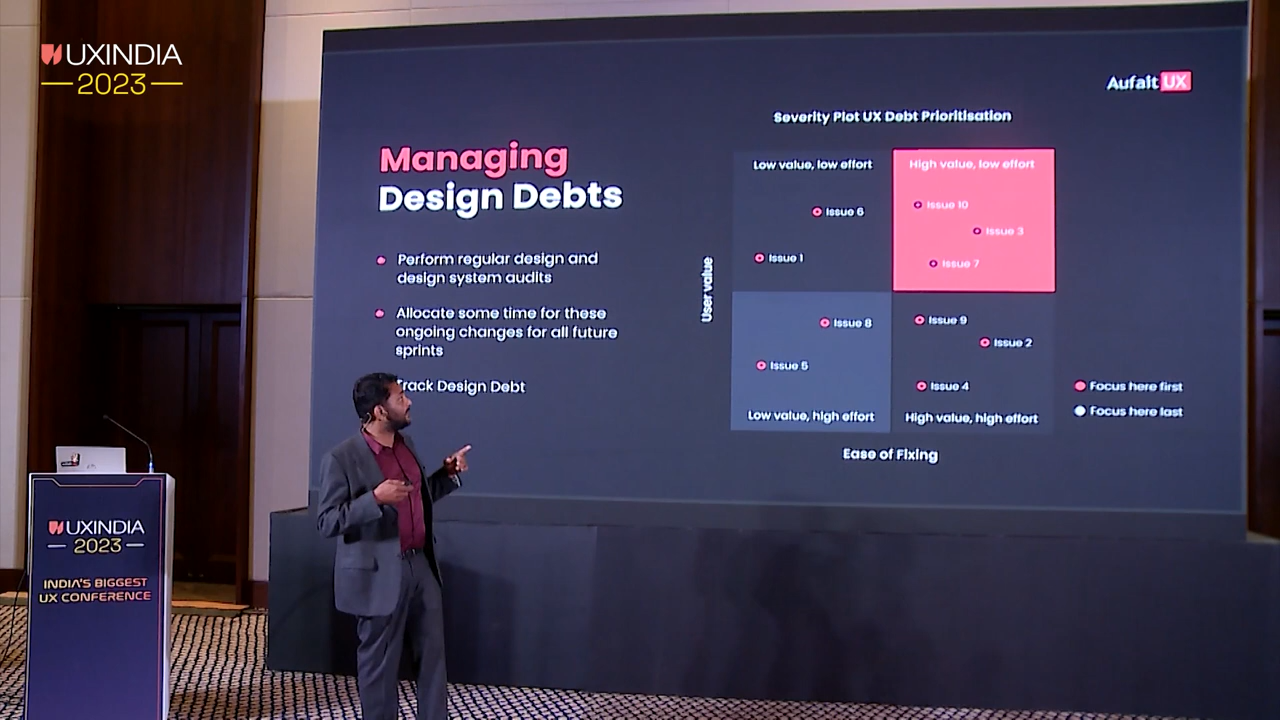 UXINDIA
2023
Aufait UX
Severity Plot UX Debt Prioritisation
Managing
Design Debts
Perform regular design and
design system audits
Allocate some time for these
ongoing changes for all future
sprints
Track Design Debt
User value
Low value, low effort
Issue 6
Issue 1
High value, low effort
Issue 10
Issue 3
Issue 7
Issue 8
Issue 5
Low value, high effort
Issue 9
Issue 2
Issue 4
High value, high effort
Focus here first
Focus here last
Ease of Fixing
UXINDIA
2023
INDIA'S BIGGEST
UX CONFERENCE